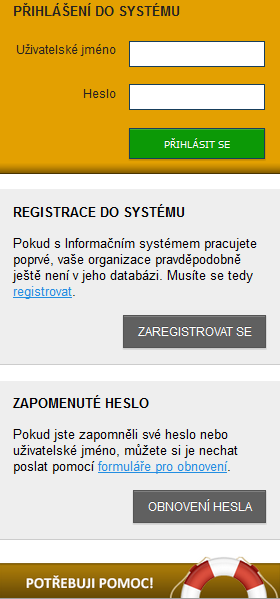 PŘIHLÁŠENÍ DO SYSTÉMU
Uživatelské jméno
Heslo
PŘIHLÁSIT SE
REGISTRACE DO SYSTÉMU
Pokud s Informačním systémem pracujete
poprvé, vaše organizace pravděpodobně
ještě není v jeho databázi. Musíte se tedy
registrovat.
ZAREGISTROVAT SE
ZAPOMENUTÉ HESLO
Pokud jste zapomněli své heslo nebo
uživatelské jméno, můžete si je nechat
poslat pomocí formuláře pro obnovení.
OBNOVENÍ HESLA
POTŘEBUJI POMOC!